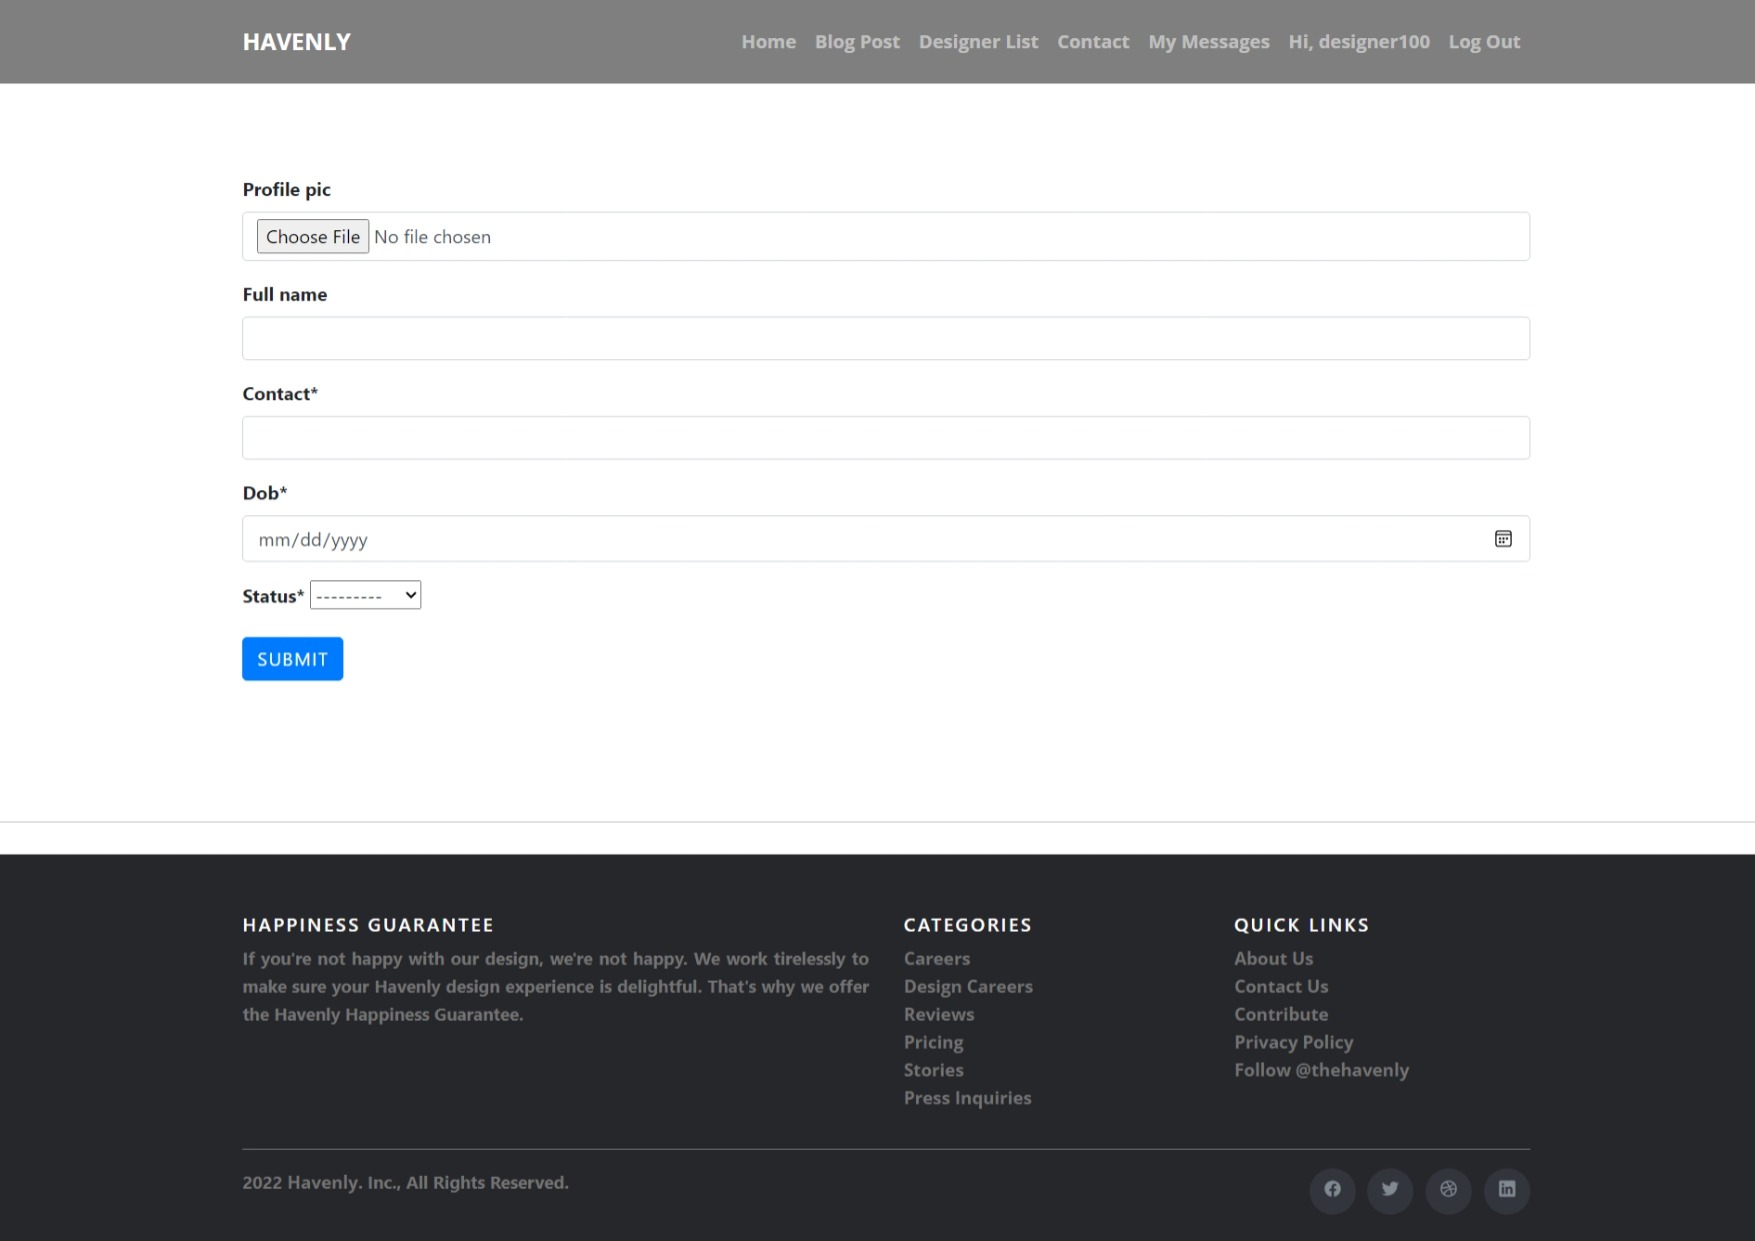 HAVENLY
Home Blog Post Designer List Contact My Messages Hi, designer100 Log Out
Profile pic
Choose File No file chosen
Full name
Contact*
Dob*
mm/dd/yyyy
Status* ---------
SUBMIT
HAPPINESS GUARANTEE
If you're not happy with our design, we're not happy. We work tirelessly to
make sure your Havenly design experience is delightful. That's why we offer
the Havenly Happiness Guarantee.
CATEGORIES
Careers
Design Careers
Reviews
Pricing
Stories
Press Inquiries
QUICK LINKS
About Us
Contact Us
Contribute
Privacy Policy
Follow @thehavenly
2022 Havenly. Inc., All Rights Reserved.